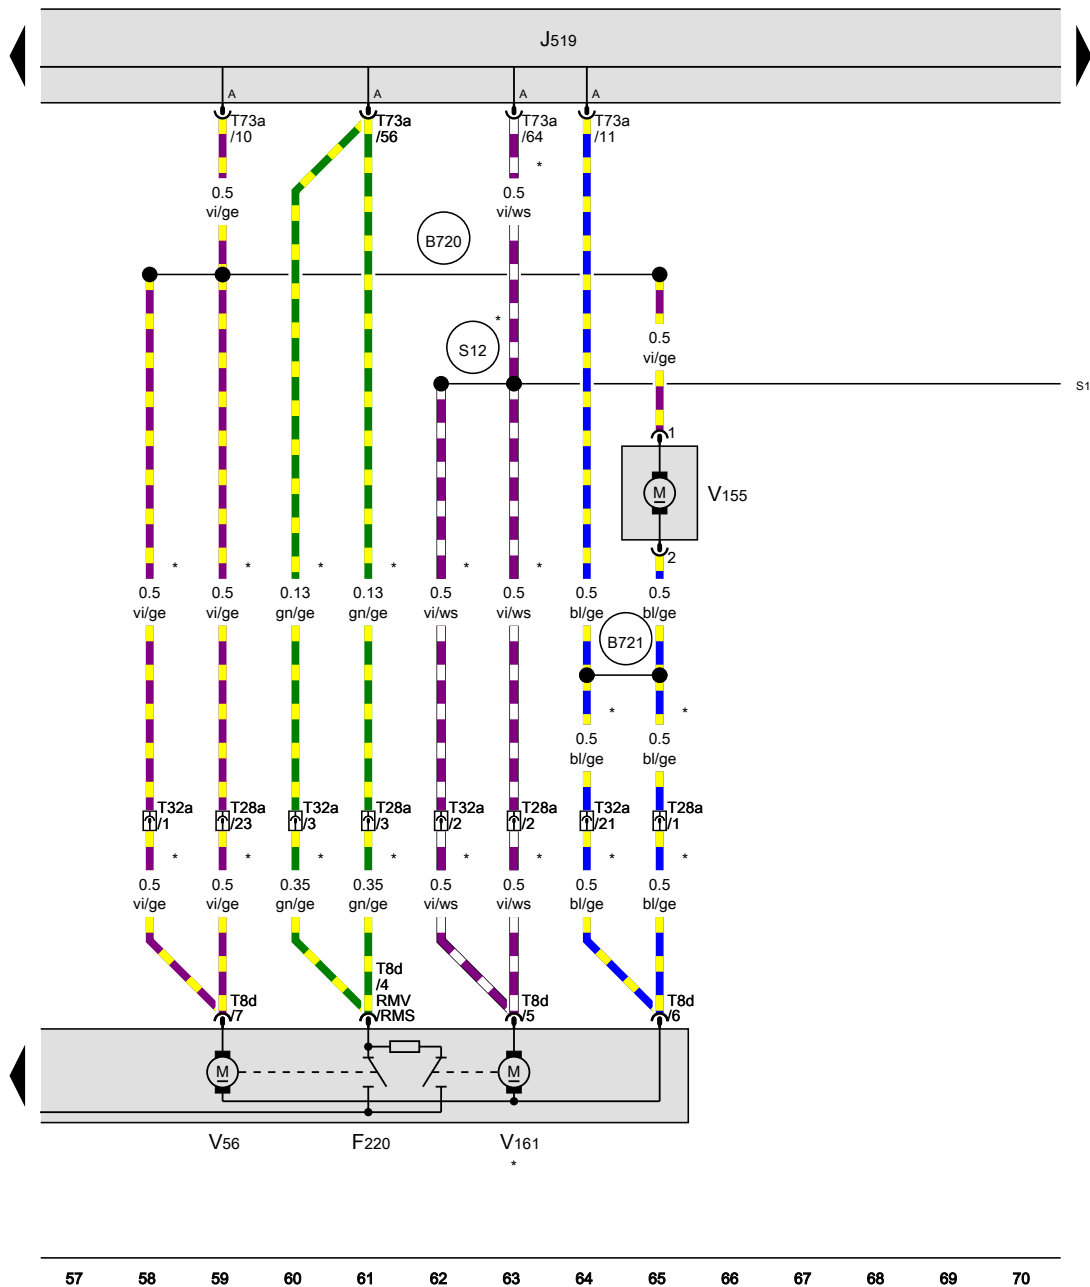 J519
A A A A
T73a T73a T73a T73a
/10 /56 /64 /11
*
0.5 0.5
vi/ge vi/ws
B720
*
S12
0.5
vi/ge
S1
1
M
V155
2
* * * * * *
0.5 0.5 0.13 0.13 0.5 0.5 0.5 0.5
vi/ge vi/ge gn/ge gn/ge vi/ws vi/ws bl/ge bl/ge
B721
* *
0.5 0.5
bl/ge bl/ge
T32a T28a T32a T28a T32a T28a T32a T28a
/1 /23 /3 /3 /2 /2 /21 /1
* * * * * * * *
0.5 0.5 0.35 0.35 0.5 0.5 0.5 0.5
vi/ge vi/ge gn/ge gn/ge vi/ws vi/ws bl/ge bl/ge
T8d
/4
T8d RMV T8d T8d
/7 /RMS /5 /6
M M
V56 F220 V161
*
57 58 59 60 61 62 63 64 65 66 67 68 69 70